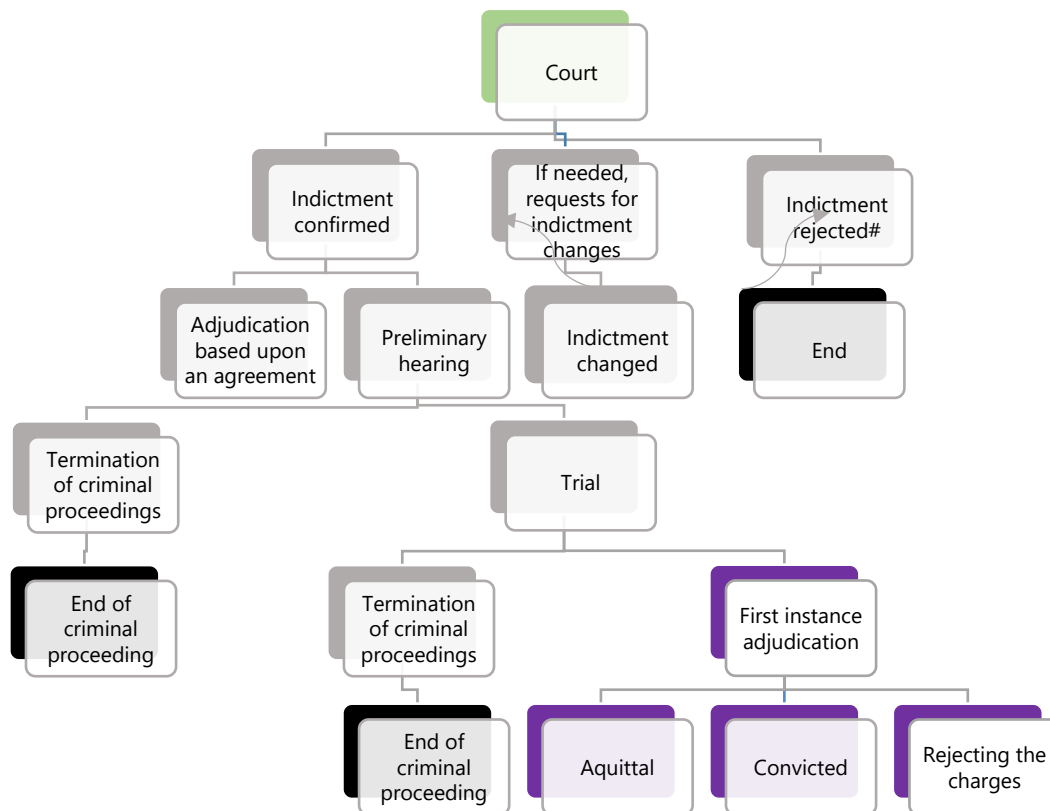 Court
Indictment
confirmed
If needed,
requests for
indictment
changes
Indictment
rejected#
Adjudication
based upon
an agreement
Preliminary
hearing
Indictment
changed
End
Termination
of criminal
proceedings
Trial
End of
criminal
proceeding
Termination
of criminal
proceedings
First instance
adjudication
End of
criminal
proceeding
Aquittal
Convicted
Rejecting the
charges